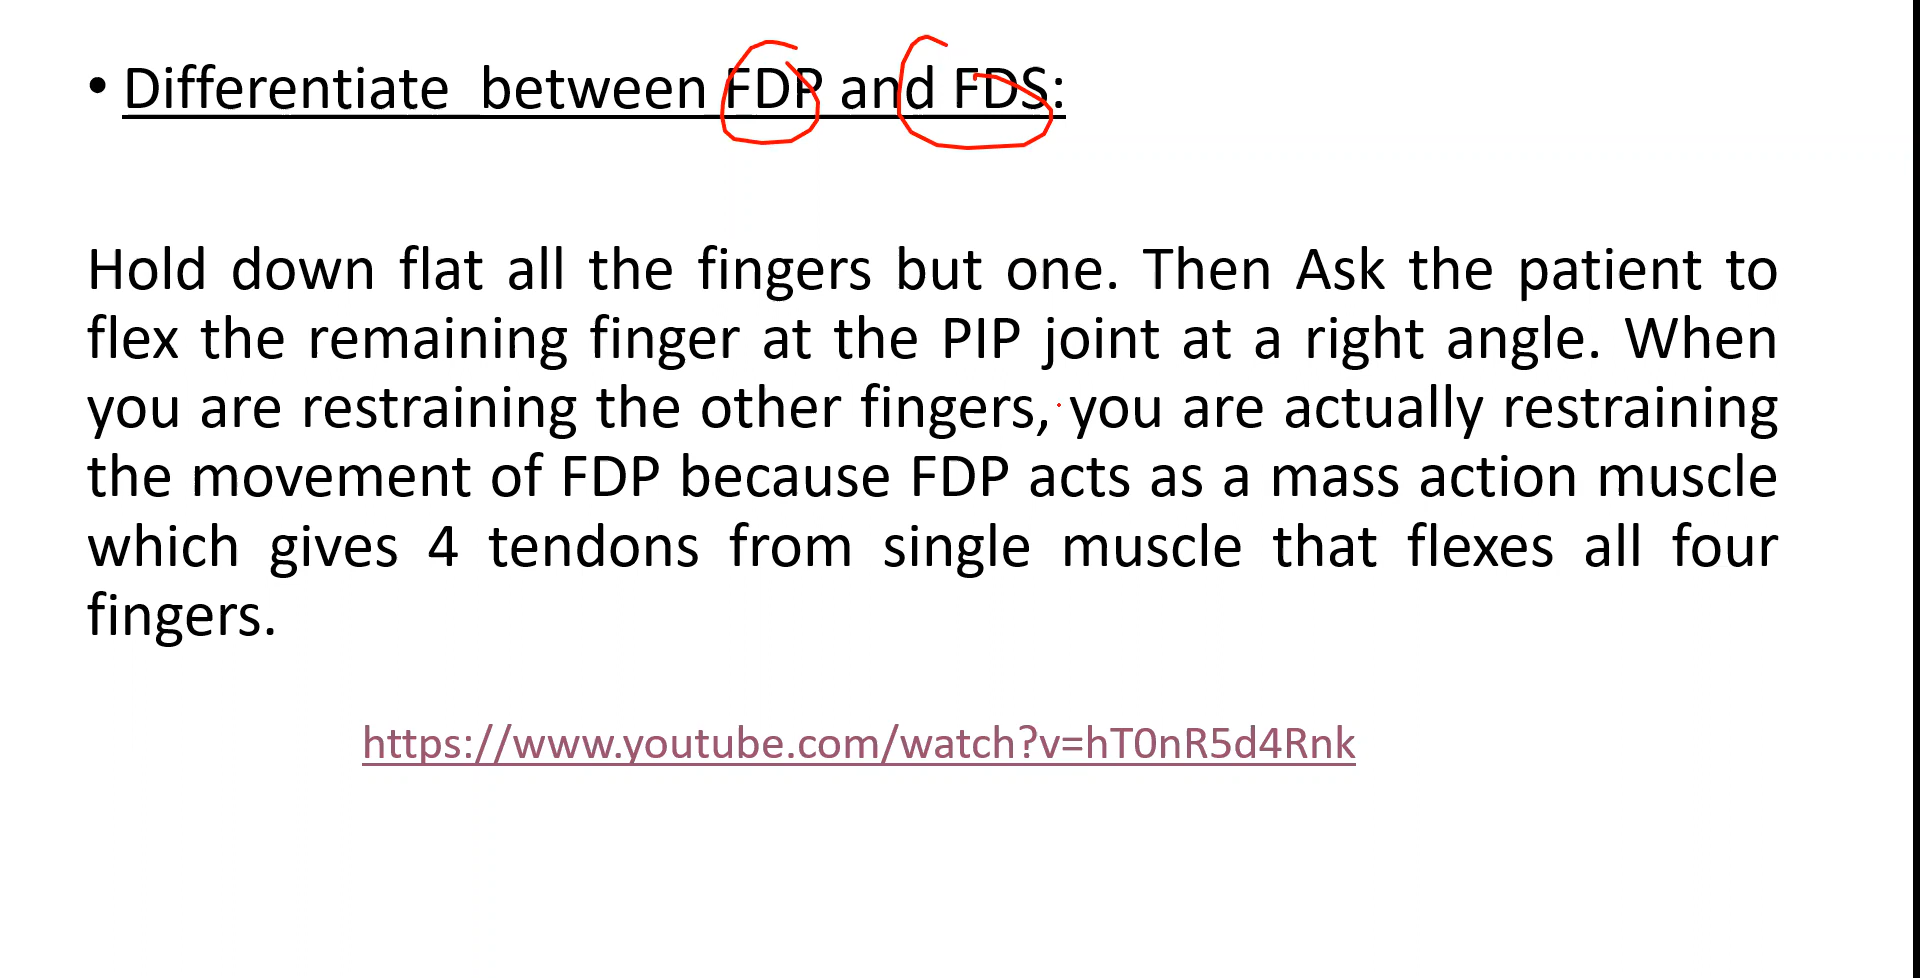 • Differentiate between FDP and FDS:
Hold down flat all the fingers but one. Then Ask the patient to
flex the remaining finger at the PIP joint at a right angle. When
you are restraining the other fingers, you are actually restraining
the movement of FDP because FDP acts as a mass action muscle
which gives 4 tendons from single muscle that flexes all four
fingers.
https://www.youtube.com/watch?v=hT0nR5d4Rnk